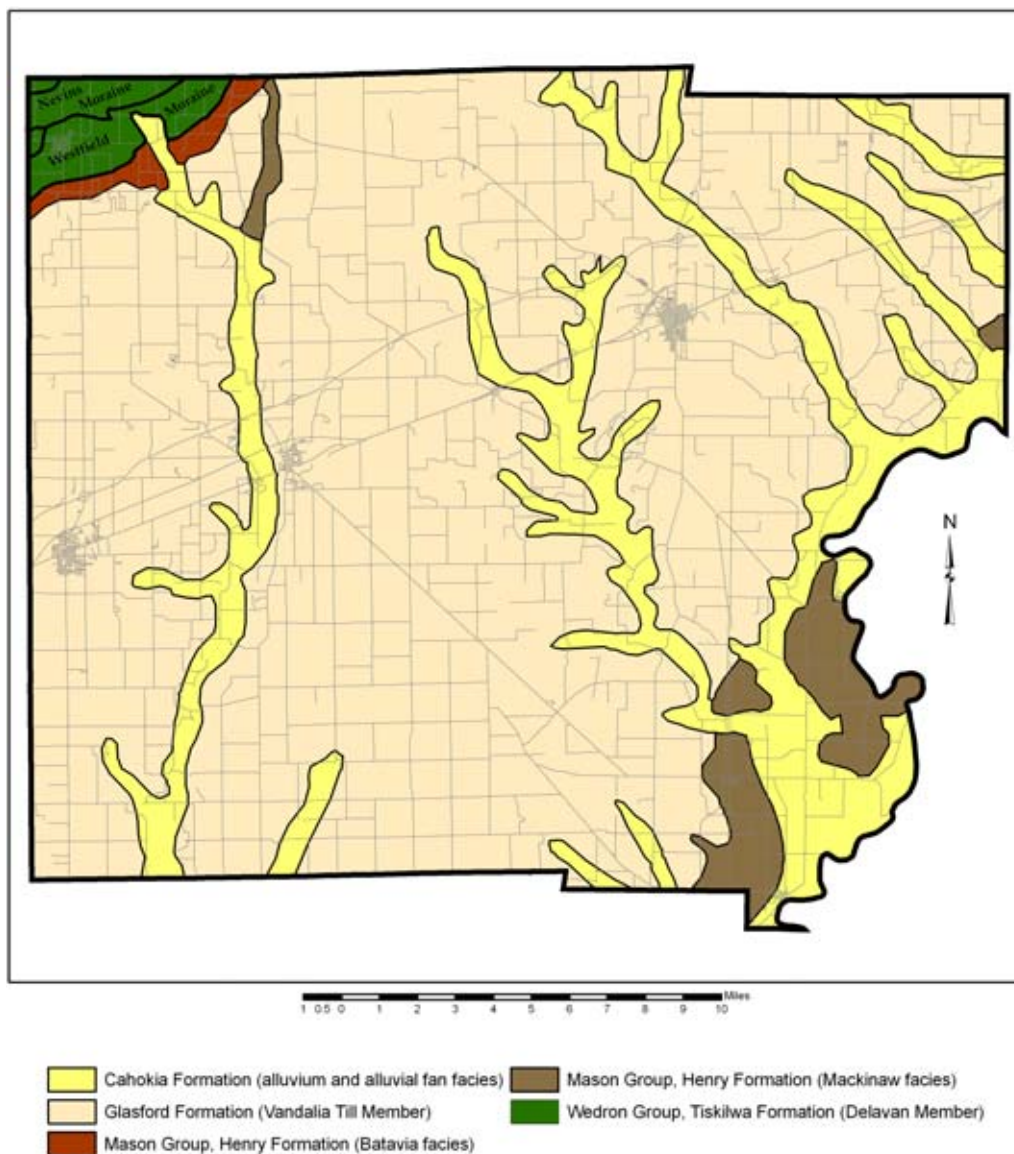 Nevins
Moraine
Moraine
Westfield
N
Miles
1 0.5 0 1 2 3 4 5 6 7 8 9 10
Cahokia Formation (alluvium and alluvial fan facies)
Mason Group, Henry Formation (Mackinaw facies)
Glasford Formation (Vandalia Till Member)
Wedron Group, Tiskilwa Formation (Delavan Member)
Mason Group, Henry Formation (Batavia facies)